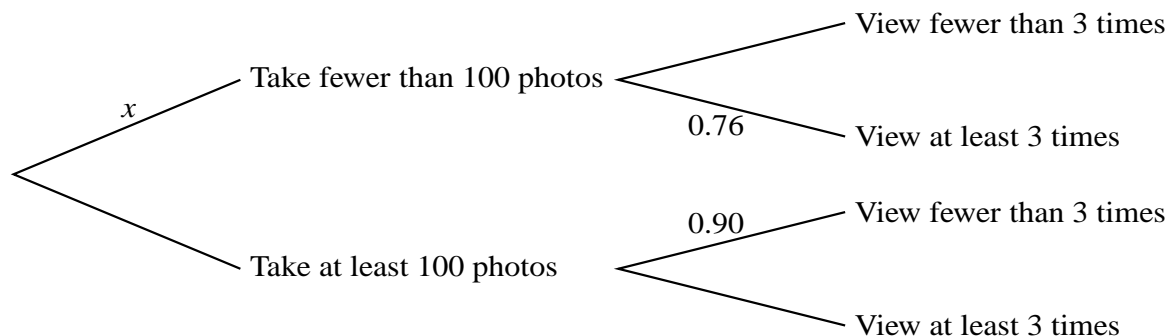 View fewer than 3 times
Take fewer than 100 photos
x
0.76
View at least 3 times
0.90
View fewer than 3 times
Take at least 100 photos
View at least 3 times